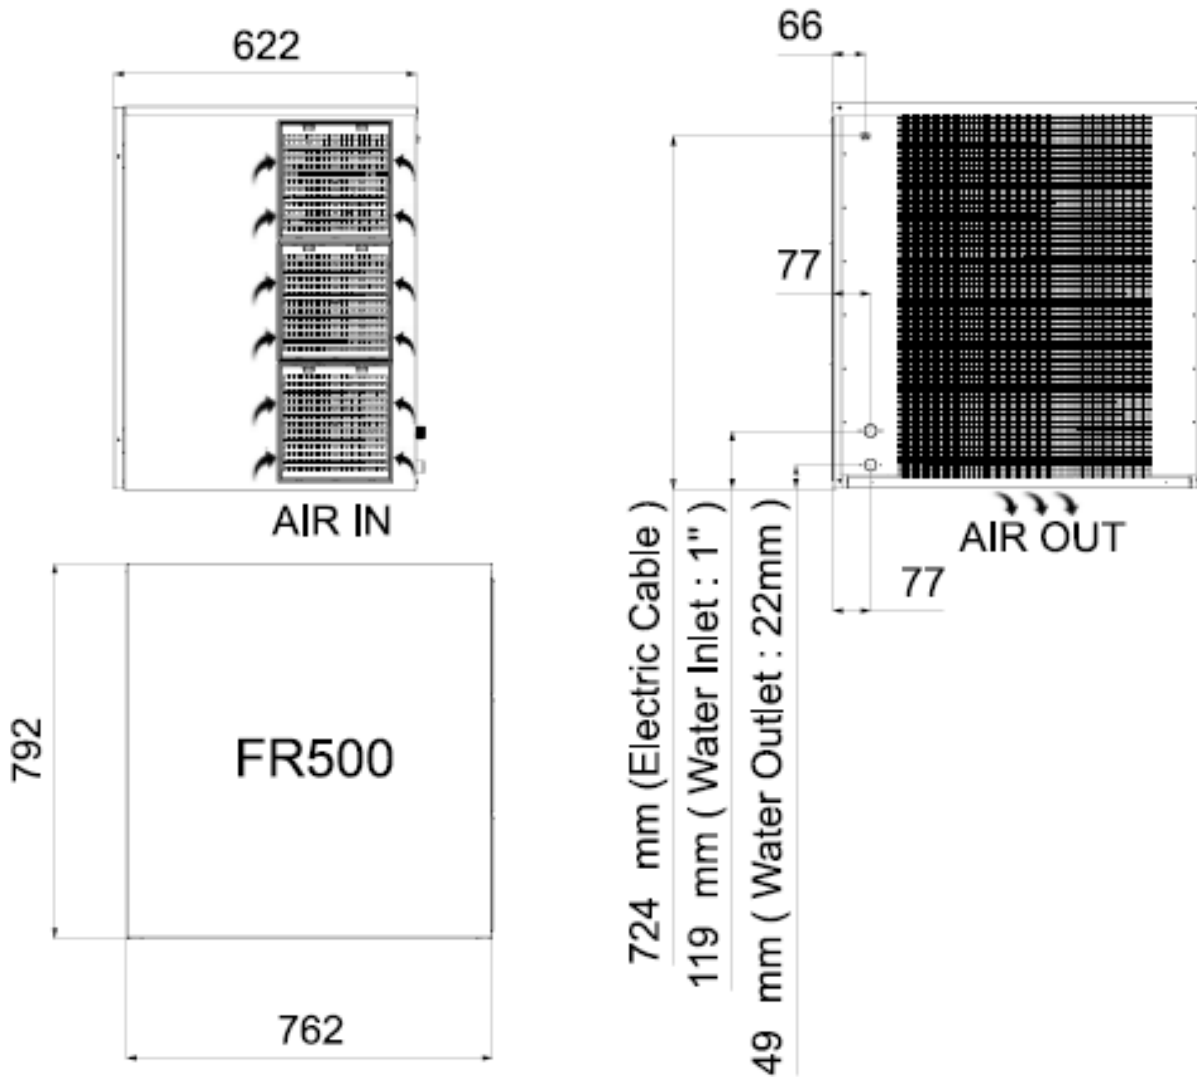 622
66
77
AIR IN
AIR OUT
77
792
FR500
762
724 mm (Electric Cable )
119 mm ( Water Inlet : 1" )
49 mm ( Water Outlet : 22mm )